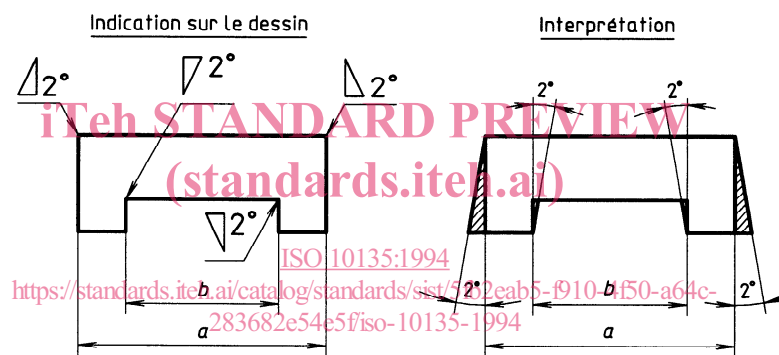 Indication sur le dessin
Interprétation
2°
2°
2°
2°
2°
iTeh STANDARD PREVIEW
(standards.iteh.ai)
2°
ISO 10135:1994
https://standards.iteh.ai/catalog/standards/sist/5f82eab5-f910-4f50-a64c-
283682e54e5f/iso-10135-1994
2°
2°
b
b
a
a